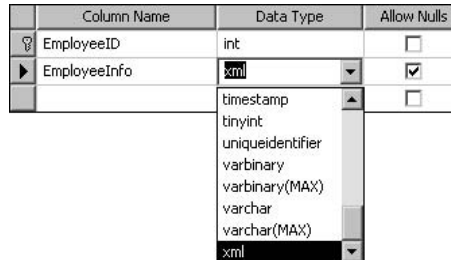 Column Name Data Type Allow Nulls
EmployeeID int
EmployeeInfo xml
timestamp
tinyint
uniqueidentifier
varbinary
varbinary(MAX)
varchar
varchar(MAX)
xml